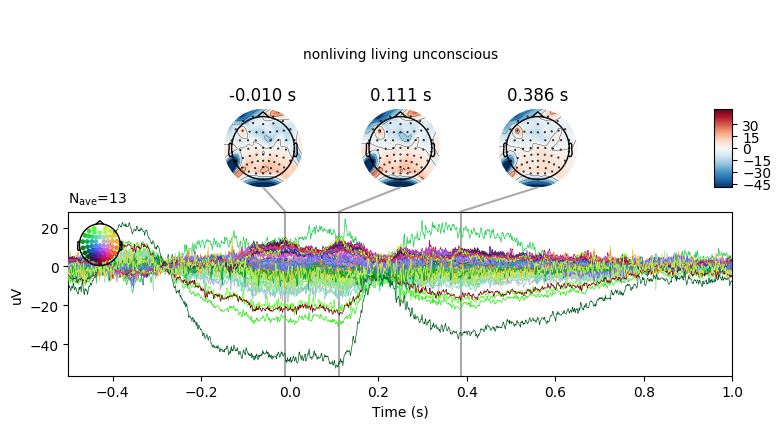 nonliving living unconscious
-0.010 s 0.111 s 0.386 s
30
15
0
−15
−30
−45
Nave=13
20
0
−20
−40
uV
−0.4 −0.2 0.0 0.2 0.4 0.6 0.8 1.0
Time (s)